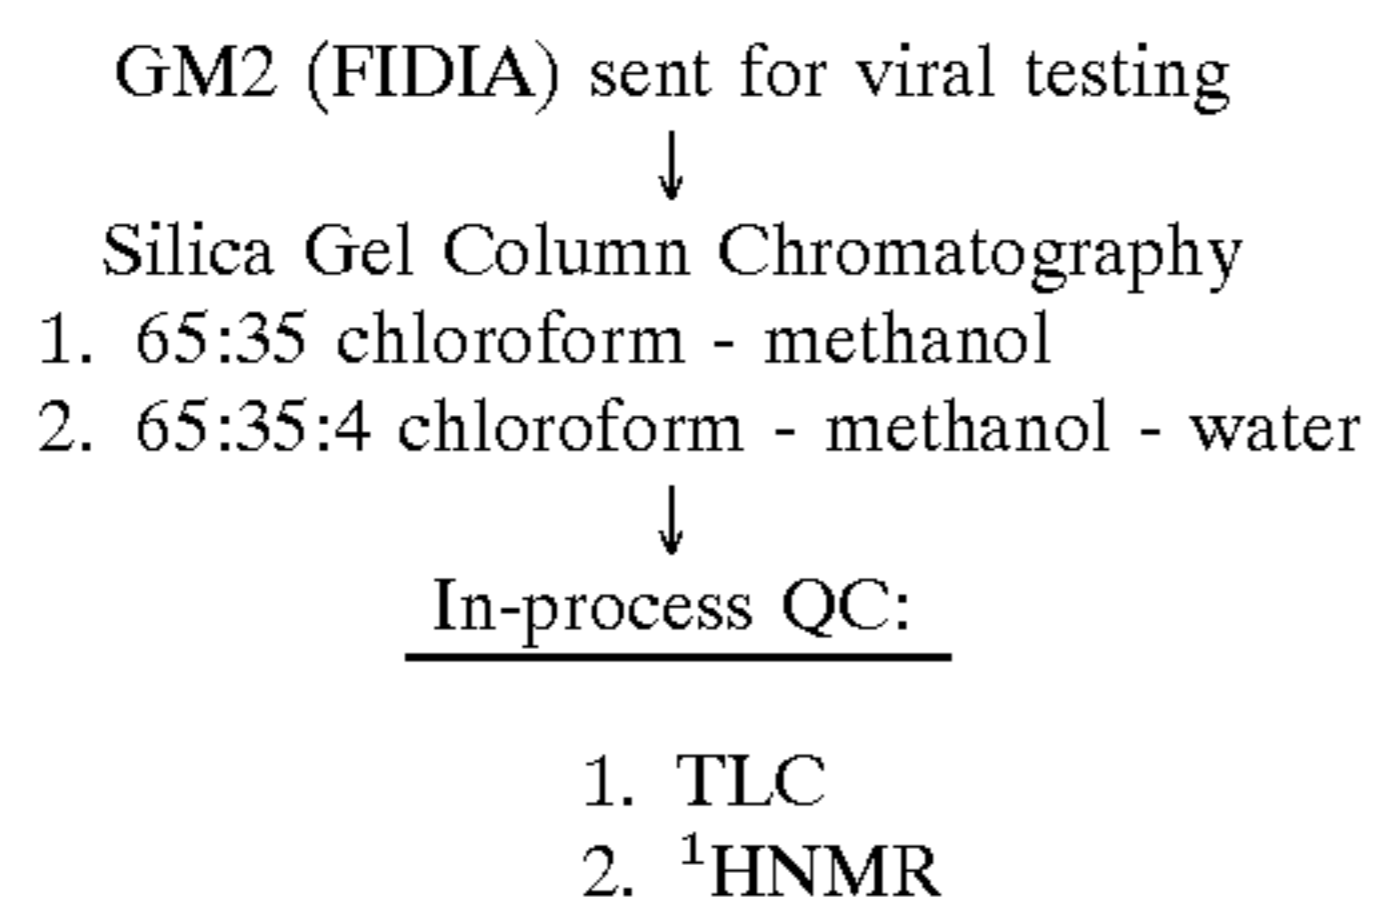 GM2 (FIDIA) sent for viral testing
↓
Silica Gel Column Chromatography
1. 65:35 chloroform - methanol
2. 65:35:4 chloroform - methanol - water
↓
In-process QC:
1. TLC
2. ¹HNMR